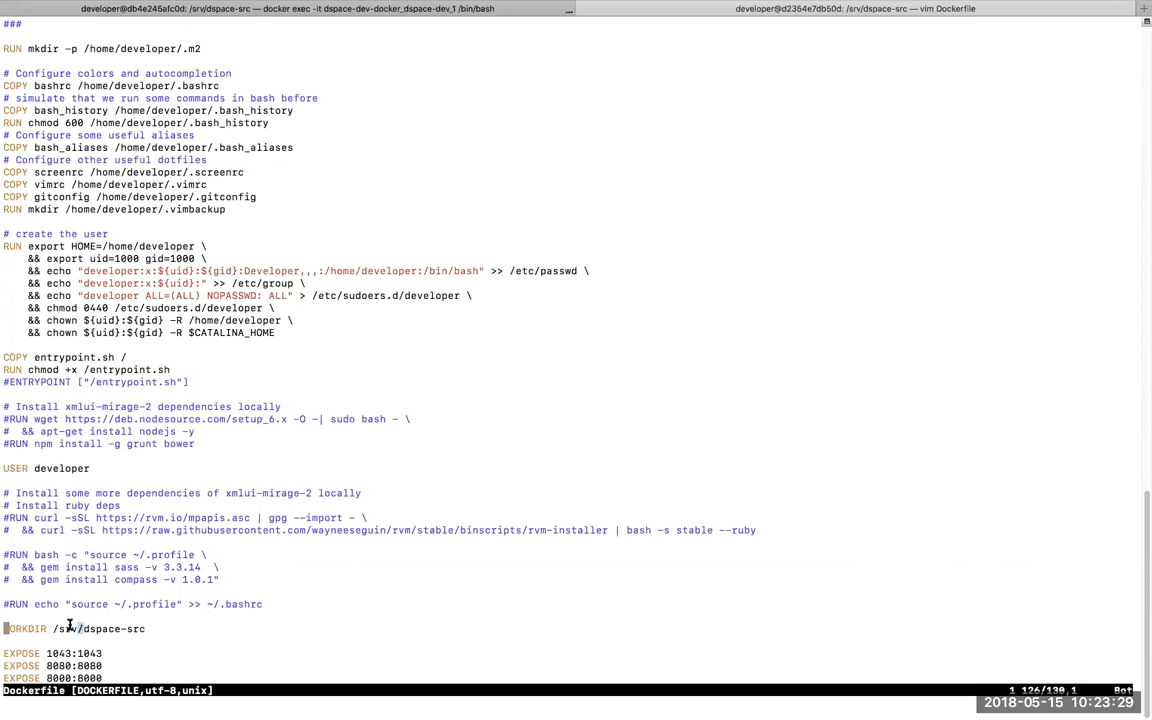 developer@db4e245afc0d: /srv/dspace-src — docker exec -it dspace-dev-docker_dspace-dev_1 /bin/bash ... developer@d2354e7db50d: /srv/dspace-src — vim Dockerfile +
###
RUN mkdir -p /home/developer/.m2
# Configure colors and autocompletion
COPY bashrc /home/developer/.bashrc
# simulate that we run some commands in bash before
COPY bash_history /home/developer/.bash_history
RUN chmod 600 /home/developer/.bash_history
# Configure some useful aliases
COPY bash_aliases /home/developer/.bash_aliases
# Configure other useful dotfiles
COPY screenrc /home/developer/.screenrc
COPY vimrc /home/developer/.vimrc
COPY gitconfig /home/developer/.gitconfig
RUN mkdir /home/developer/.vimbackup
# create the user
RUN export HOME=/home/developer \
&& export uid=1000 gid=1000 \
&& echo "developer:x:${uid}:${gid}:Developer,,,:/home/developer:/bin/bash" >> /etc/passwd \
&& echo "developer:x:${uid}:" >> /etc/group \
&& echo "developer ALL=(ALL) NOPASSWD: ALL" > /etc/sudoers.d/developer \
&& chmod 0440 /etc/sudoers.d/developer \
&& chown ${uid}:${gid} -R /home/developer \
&& chown ${uid}:${gid} -R $CATALINA_HOME
COPY entrypoint.sh /
RUN chmod +x /entrypoint.sh
#ENTRYPOINT ["/entrypoint.sh"]
# Install xmlui-mirage-2 dependencies locally
#RUN wget https://deb.nodesource.com/setup_6.x -O -| sudo bash - \
# && apt-get install nodejs -y
#RUN npm install -g grunt bower
USER developer
# Install some more dependencies of xmlui-mirage-2 locally
# Install ruby deps
#RUN curl -sSL https://rvm.io/mpapis.asc | gpg --import - \
# && curl -sSL https://raw.githubusercontent.com/wayneeseguin/rvm/stable/binscripts/rvm-installer | bash -s stable --ruby
#RUN bash -c "source ~/.profile \
# && gem install sass -v 3.3.14 \
# && gem install compass -v 1.0.1"
#RUN echo "source ~/.profile" >> ~/.bashrc
ORKDIR /srv/dspace-src
EXPOSE 1043:1043
EXPOSE 8080:8080
EXPOSE 8000:8000
Dockerfile [DOCKERFILE,utf-8,unix] 1 126/130,1 Bot
2018-05-15 10:23:29